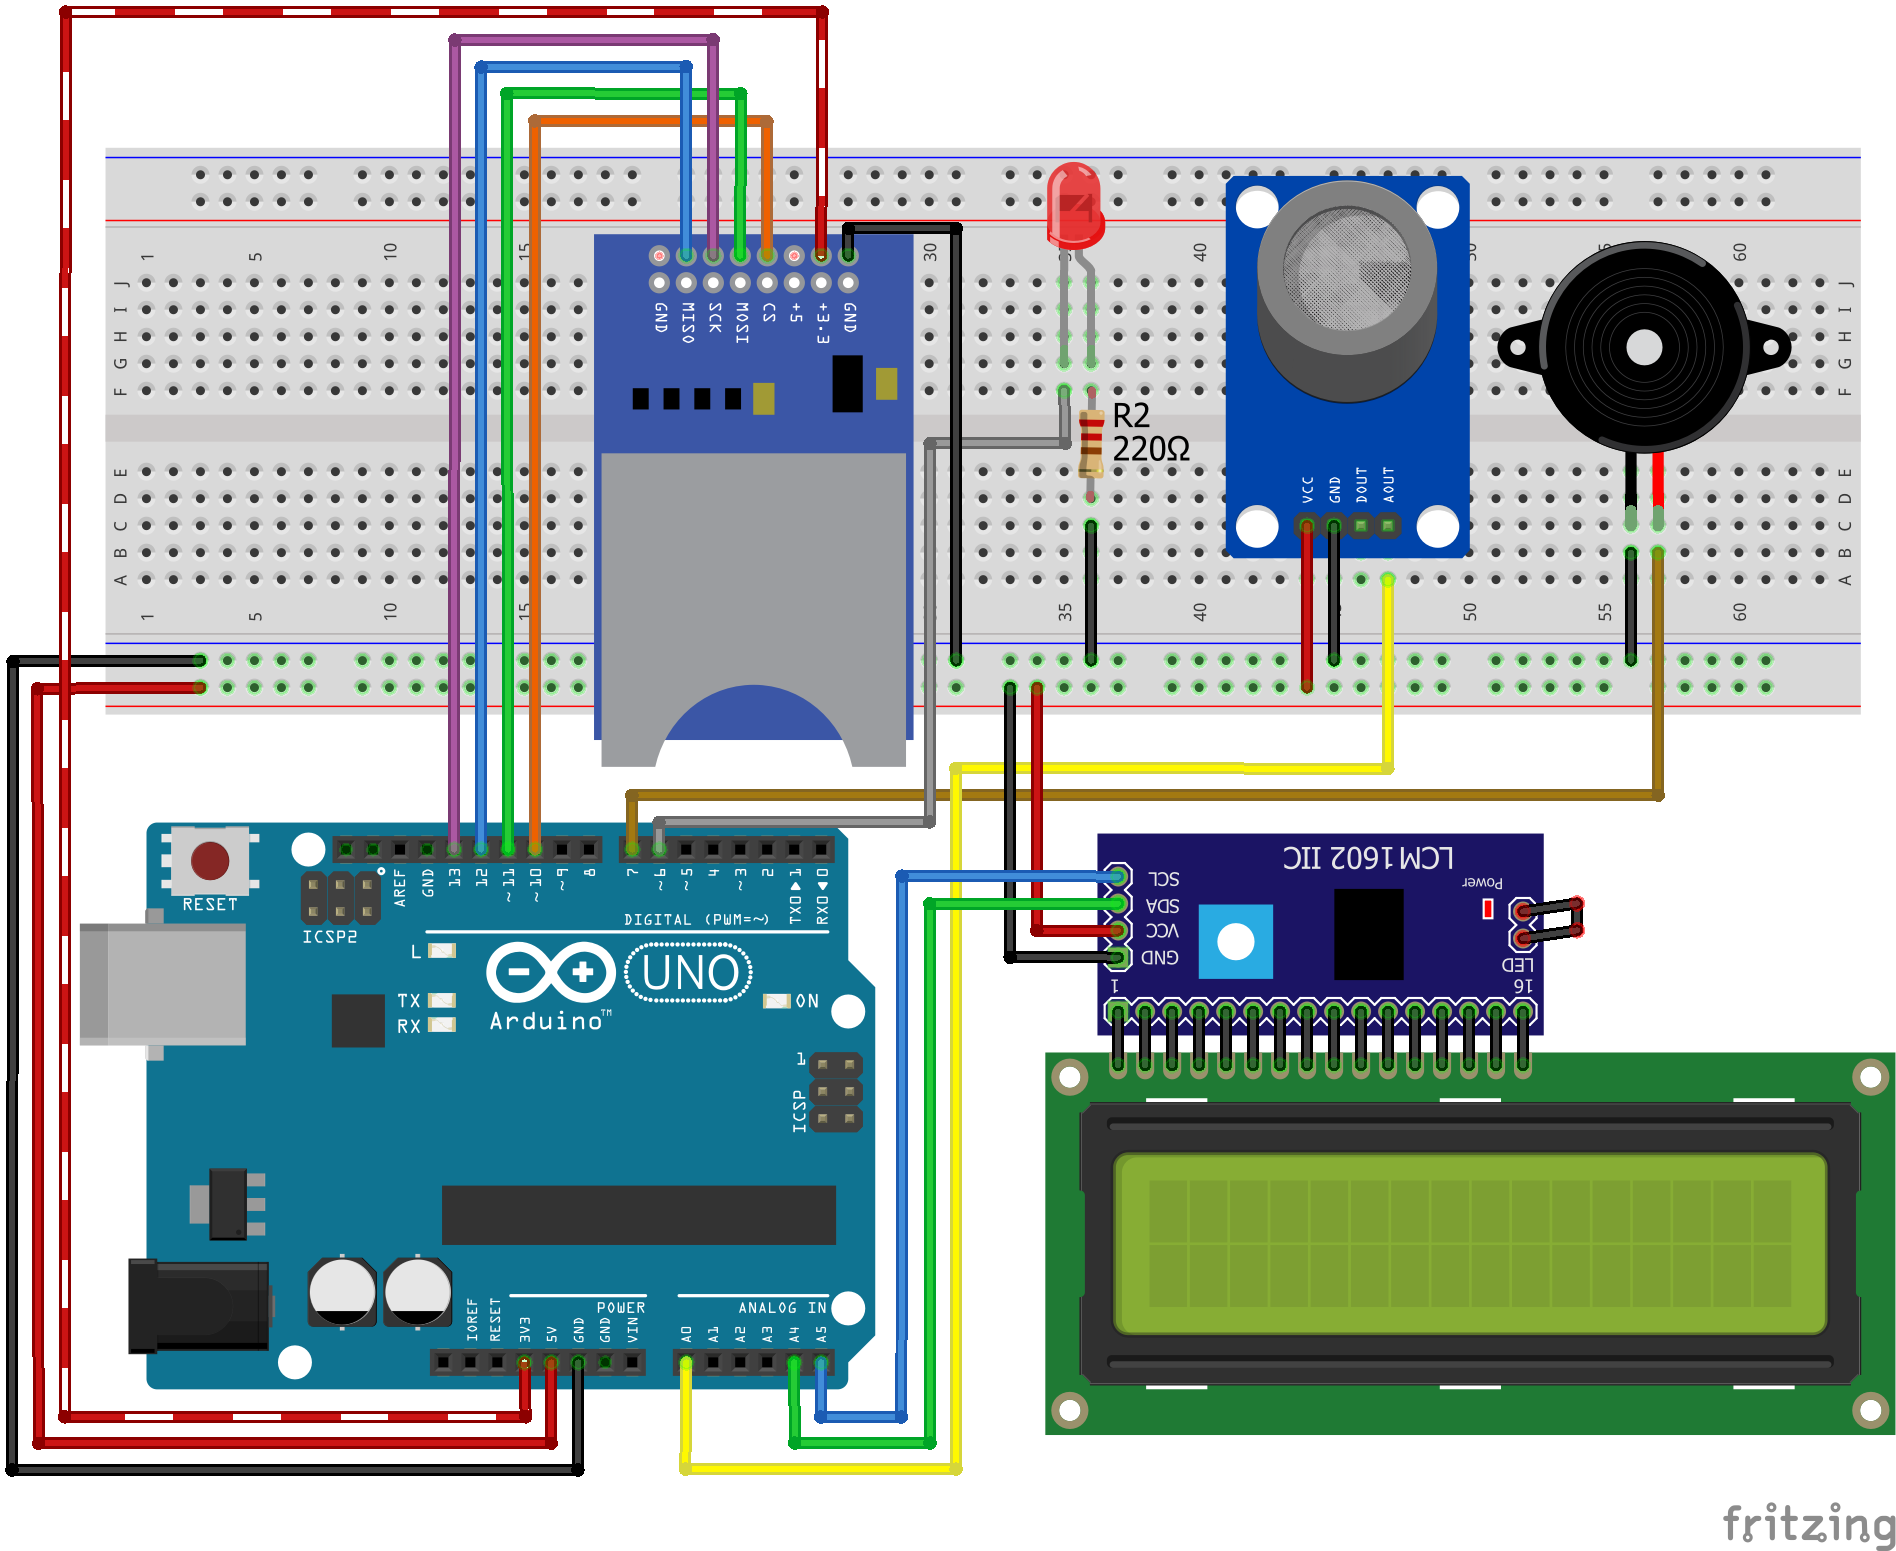 1
5
10
15
30
35
40
50
55
60
J
I
H
G
F
J
I
H
G
F
GND
MISO
SCK
MOSI
CS
+5
+3.3
GND
R2
220Ω
VCC
GND
DOUT
AOUT
E
D
C
B
A
E
D
C
B
A
1
5
10
15
35
40
50
55
60
RESET
ICSP2
AREF
GND
13
12
~11
~10
~9
8
7
~6
~5
4
~3
2
TX0▶1
RX0◀0
DIGITAL (PWM=~)
L
TX
RX
UNO
Arduino™
ON
1
ICSP
IOREF
RESET
3V3
5V
GND
GND
VIN
POWER
ANALOG IN
A0
A1
A2
A3
A4
A5
LCM1602 IIC
SCL
SDA
VCC
GND
Power
LED
1
16
fritzing